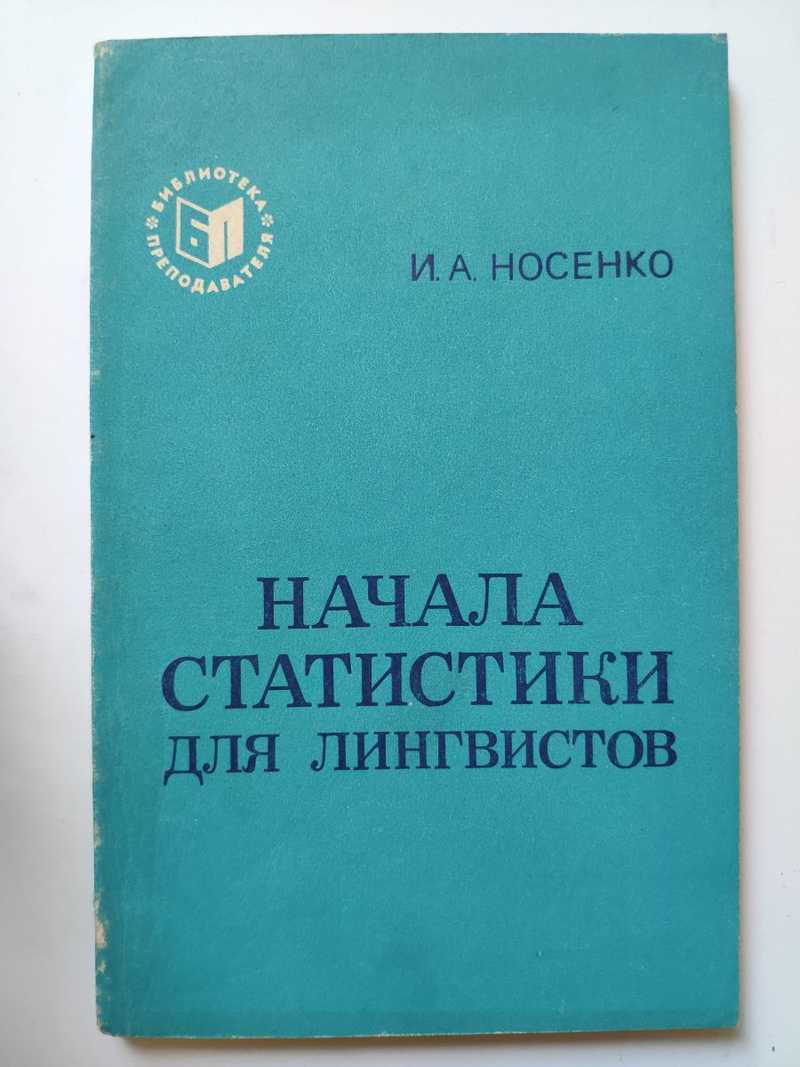 БИБЛИОТЕКА
ПРЕПОДАВАТЕЛЯ
БП
И. А. НОСЕНКО
НАЧАЛА
СТАТИСТИКИ
ДЛЯ ЛИНГВИСТОВ